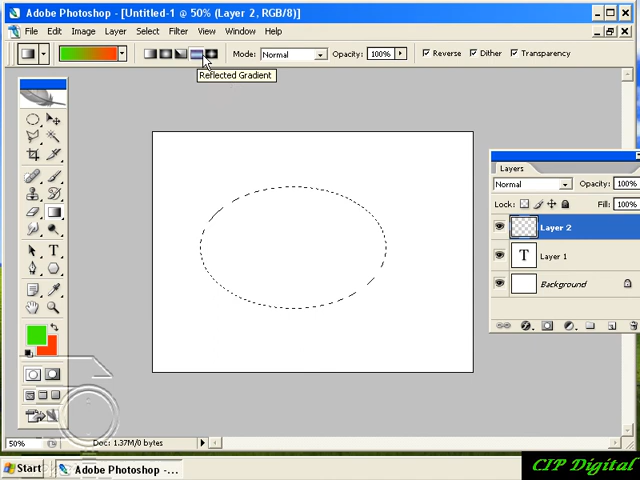 Adobe Photoshop - [Untitled-1 @ 50% (Layer 2, RGB/8)]
File Edit Image Layer Select Filter View Window Help
Mode: Normal Opacity: 100% Reverse Dither Transparency
Reflected Gradient
Layers
Normal Opacity: 100%
Lock: Fill: 100%
Layer 2
T Layer 1
Background
T
50% Doc: 1.37M/0 bytes
Start Adobe Photoshop - ...
CIP Digital